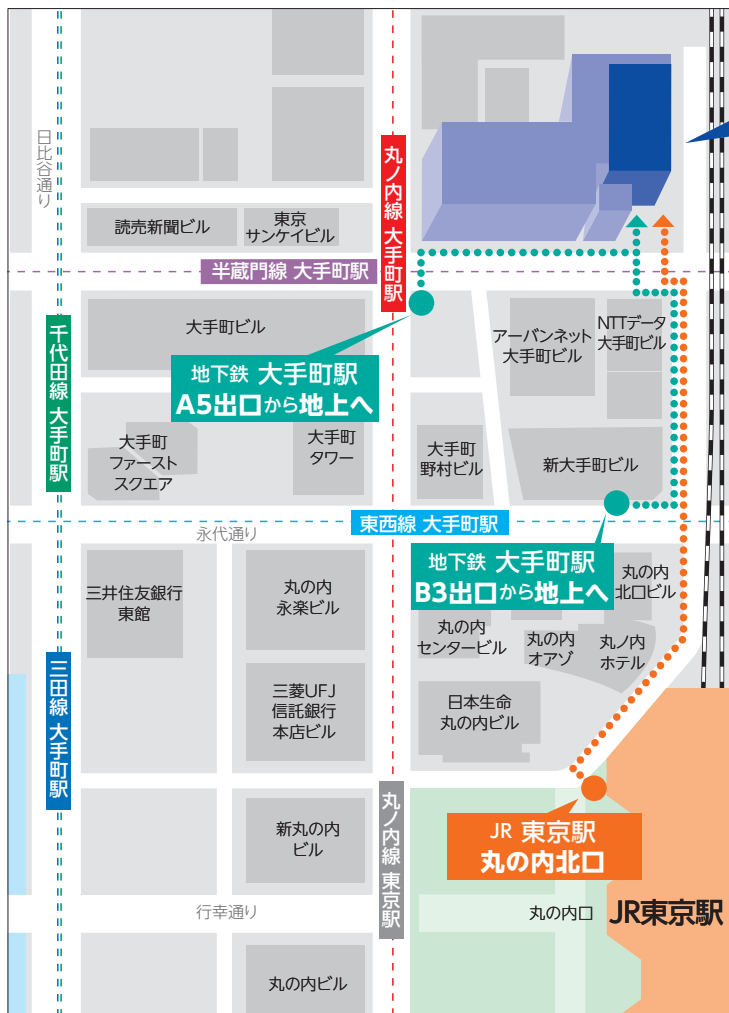 日比谷通り
丸ノ内線 大手町駅
読売新聞ビル
東京
サンケイビル
半蔵門線 大手町駅
千代田線 大手町駅
大手町ビル
アーバンネット
大手町ビル
NTTデータ
大手町ビル
地下鉄 大手町駅
A5出口から地上へ
大手町
ファースト
スクエア
大手町
タワー
大手町
野村ビル
新大手町ビル
東西線 大手町駅
永代通り
地下鉄 大手町駅
B3出口から地上へ
三井住友銀行
東館
丸の内
永楽ビル
丸の内
北口ビル
丸の内
センタービル
丸の内
オアゾ
丸ノ内
ホテル
三田線 大手町駅
三菱UFJ
信託銀行
本店ビル
日本生命
丸の内ビル
丸ノ内線 東京駅
新丸の内
ビル
JR 東京駅
丸の内北口
行幸通り
丸の内口
JR東京駅
丸の内ビル